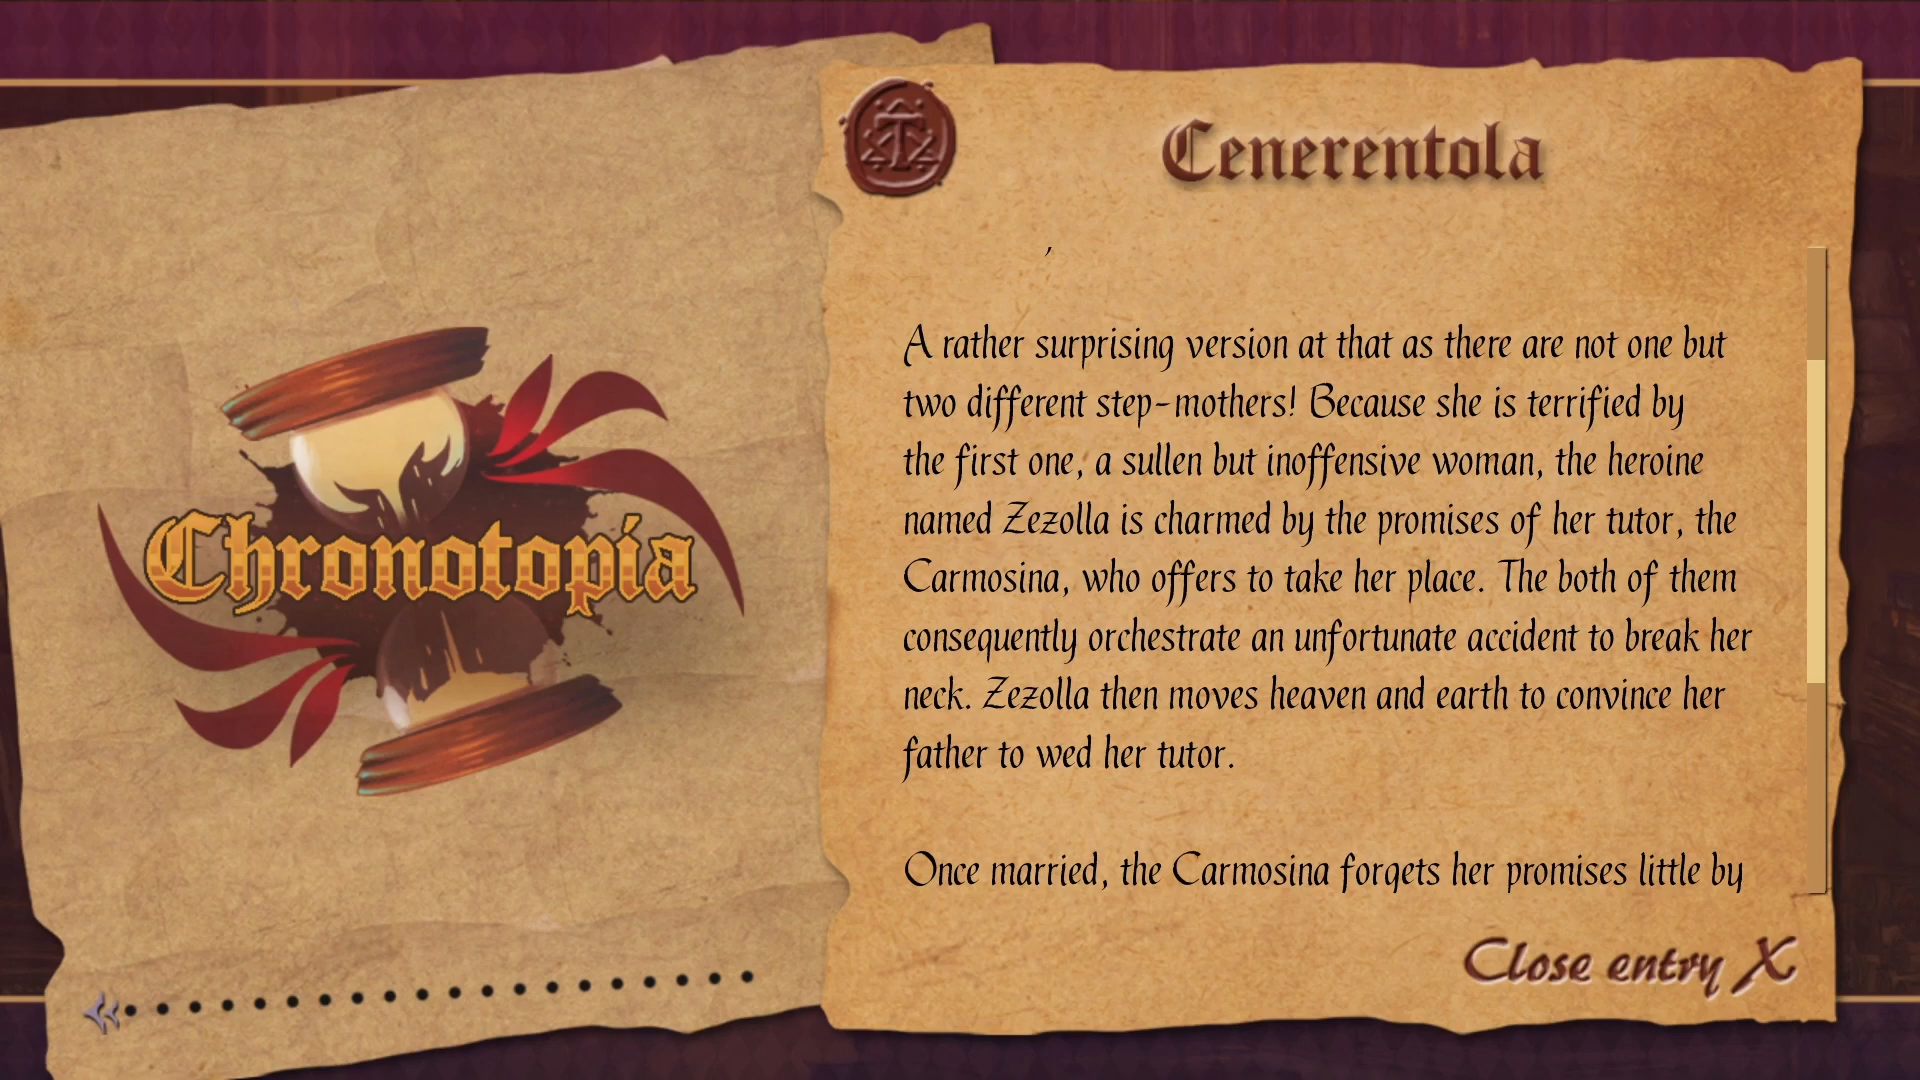 Cenerentola
Chronotopia
A rather surprising version at that as there are not one but
two different step-mothers! Because she is terrified by
the first one, a sullen but inoffensive woman, the heroine
named Zezolla is charmed by the promises of her tutor, the
Carmosina, who offers to take her place. The both of them
consequently orchestrate an unfortunate accident to break her
neck. Zezolla then moves heaven and earth to convince her
father to wed her tutor.
Once married, the Carmosina forgets her promises little by
Close entry X